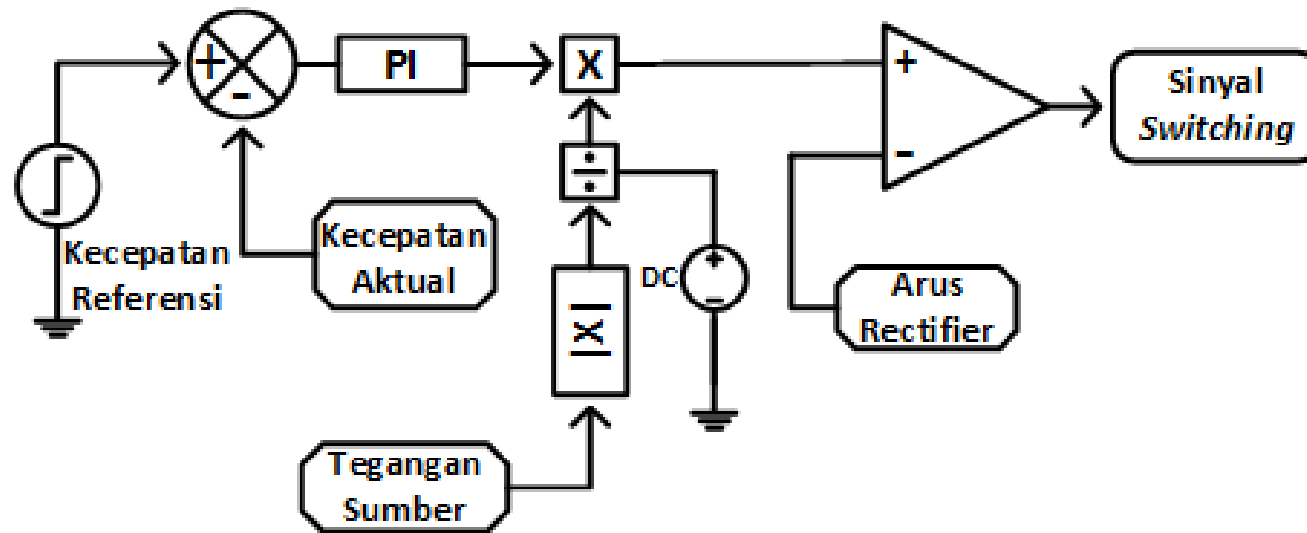 +
-
PI
X
+
-
Sinyal
Switching
÷
Kecepatan
Referensi
Kecepatan
Aktual
DC
+
-
|X|
Arus
Rectifier
Tegangan
Sumber